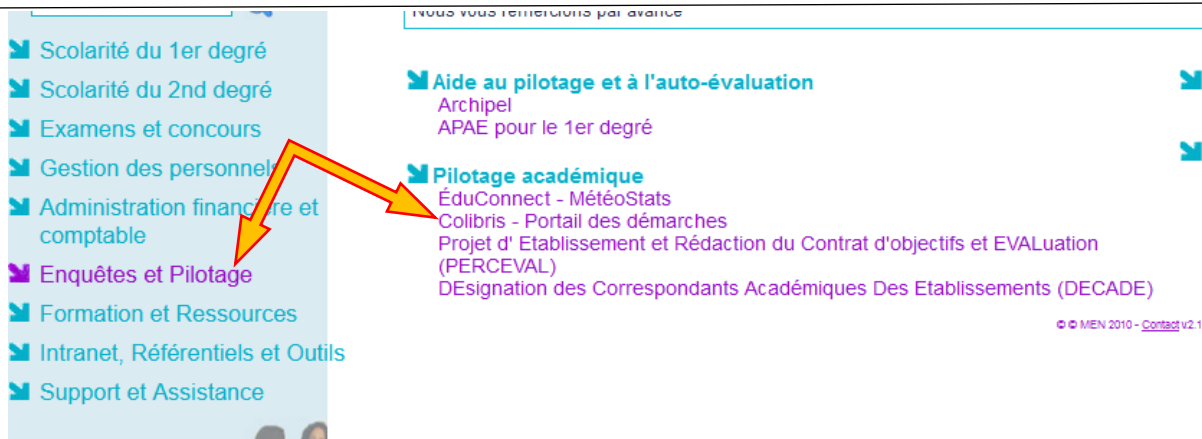 Nous vous remercions par avance
Scolarité du 1er degré
Scolarité du 2nd degré
Examens et concours
Gestion des personnels
Administration financière et
comptable
Enquêtes et Pilotage
Formation et Ressources
Intranet, Référentiels et Outils
Support et Assistance
Aide au pilotage et à l'auto-évaluation
Archipel
APAE pour le 1er degré
Pilotage académique
ÉduConnect - MétéoStats
Colibris - Portail des démarches
Projet d' Etablissement et Rédaction du Contrat d'objectifs et EVALuation
(PERCEVAL)
DEsignation des Correspondants Académiques Des Etablissements (DECADE)
© © MEN 2010 - Contact v2.1